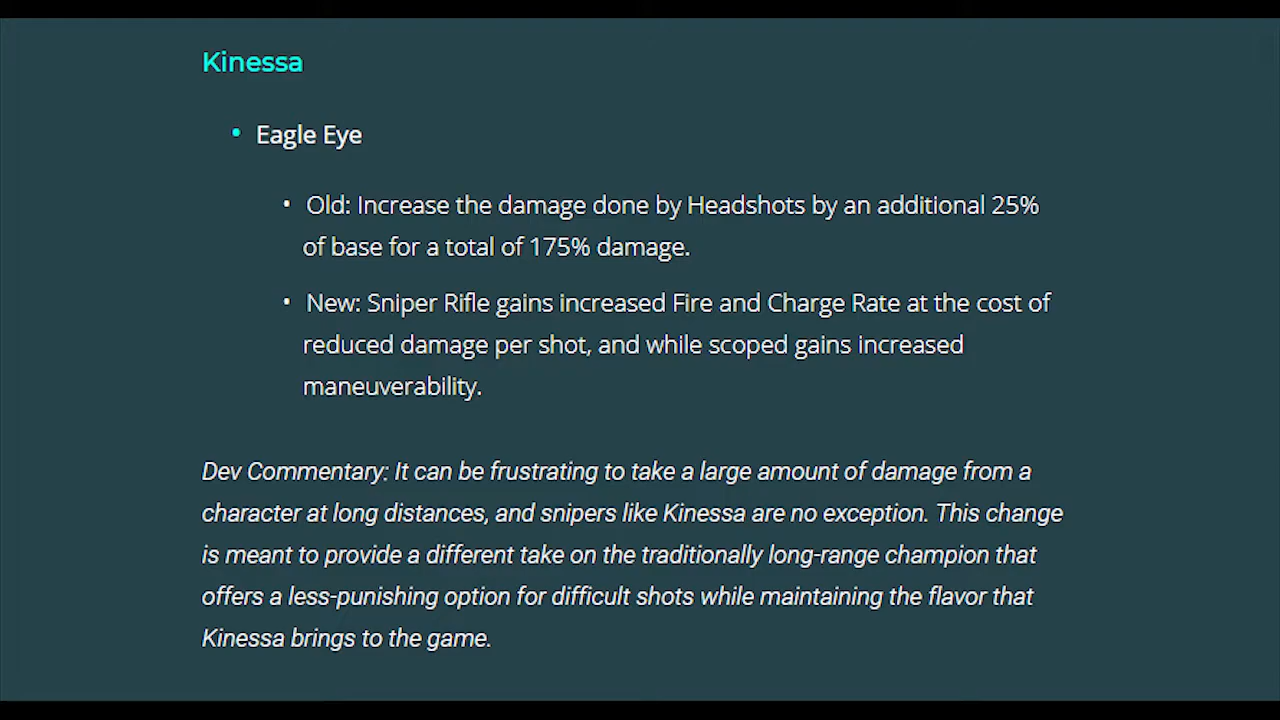 Kinessa
• Eagle Eye
• Old: Increase the damage done by Headshots by an additional 25%
of base for a total of 175% damage.
• New: Sniper Rifle gains increased Fire and Charge Rate at the cost of
reduced damage per shot, and while scoped gains increased
maneuverability.
Dev Commentary: It can be frustrating to take a large amount of damage from a
character at long distances, and snipers like Kinessa are no exception. This change
is meant to provide a different take on the traditionally long-range champion that
offers a less-punishing option for difficult shots while maintaining the flavor that
Kinessa brings to the game.